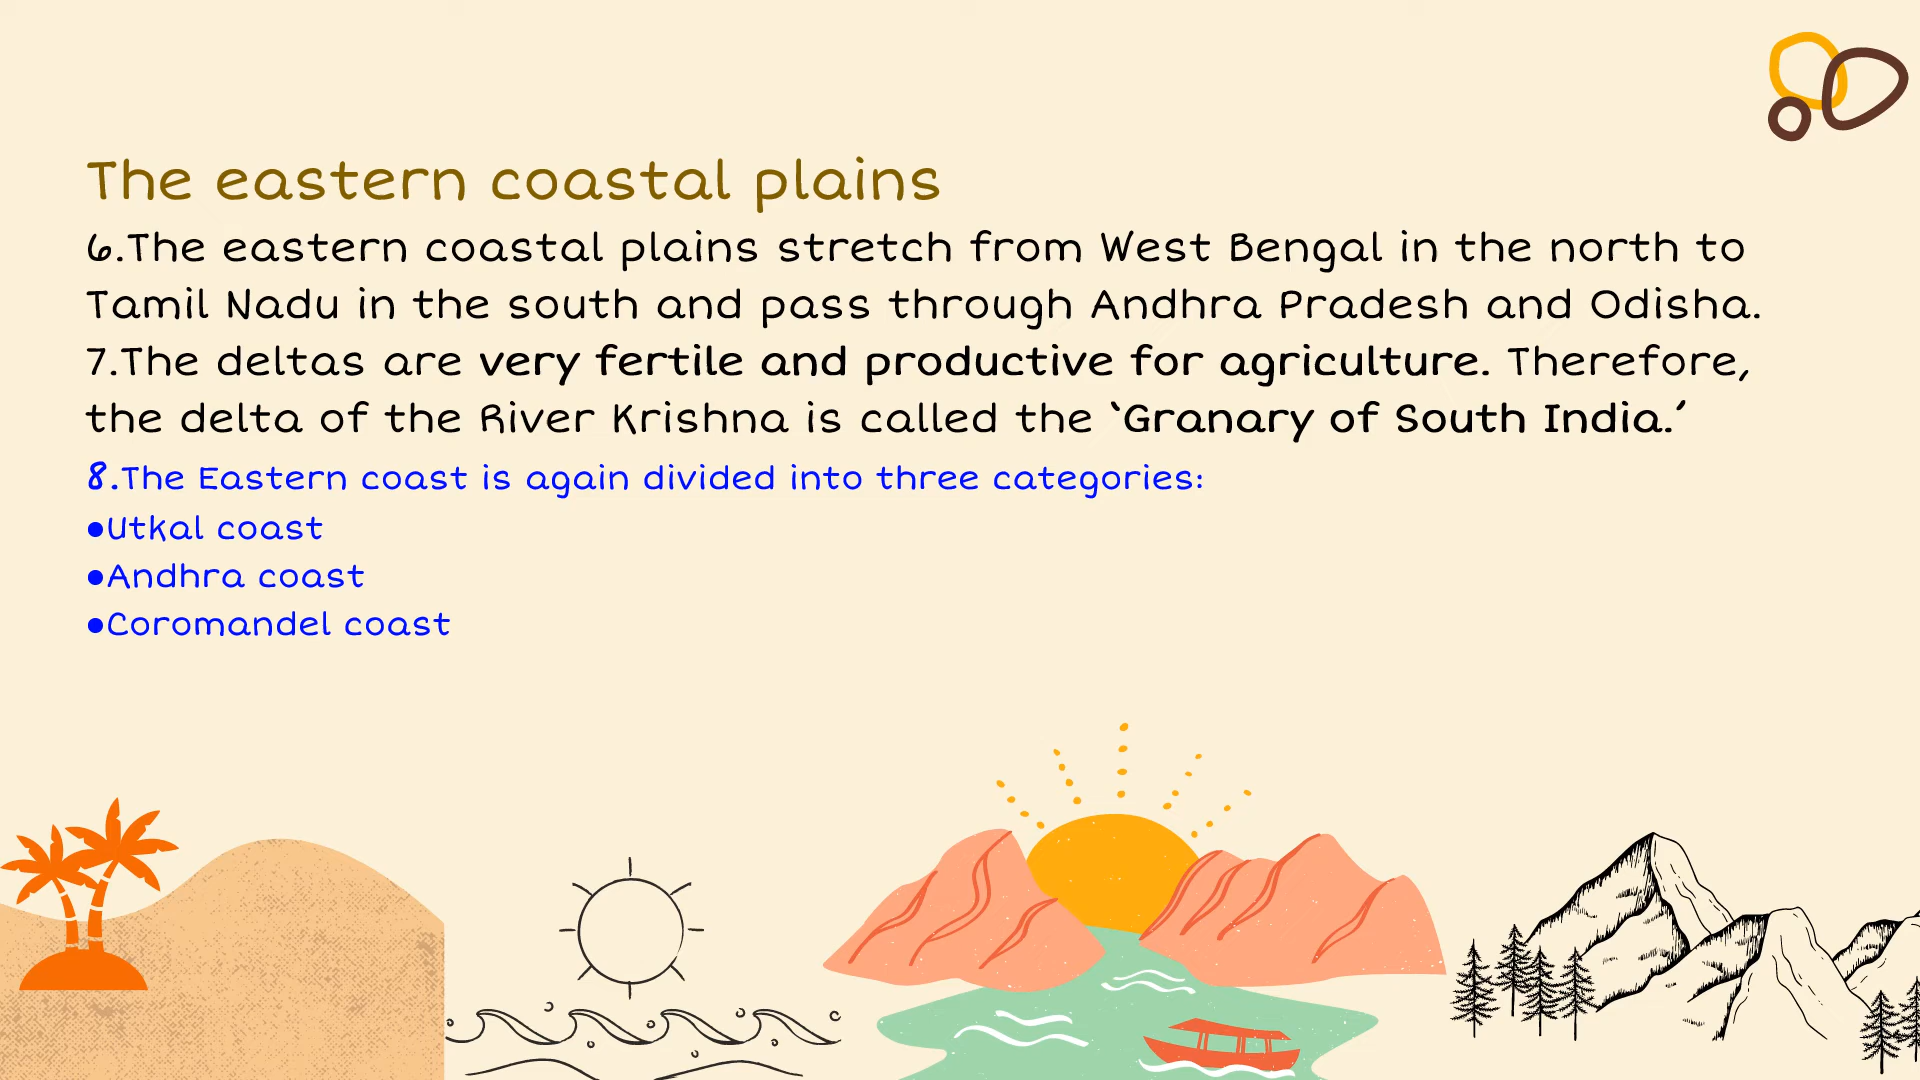 The eastern coastal plains
6.The eastern coastal plains stretch from West Bengal in the north to
Tamil Nadu in the south and pass through Andhra Pradesh and Odisha.
7.The deltas are very fertile and productive for agriculture. Therefore,
the delta of the River Krishna is called the ‘Granary of South India.’
8.The Eastern coast is again divided into three categories:
•Utkal coast
•Andhra coast
•Coromandel coast